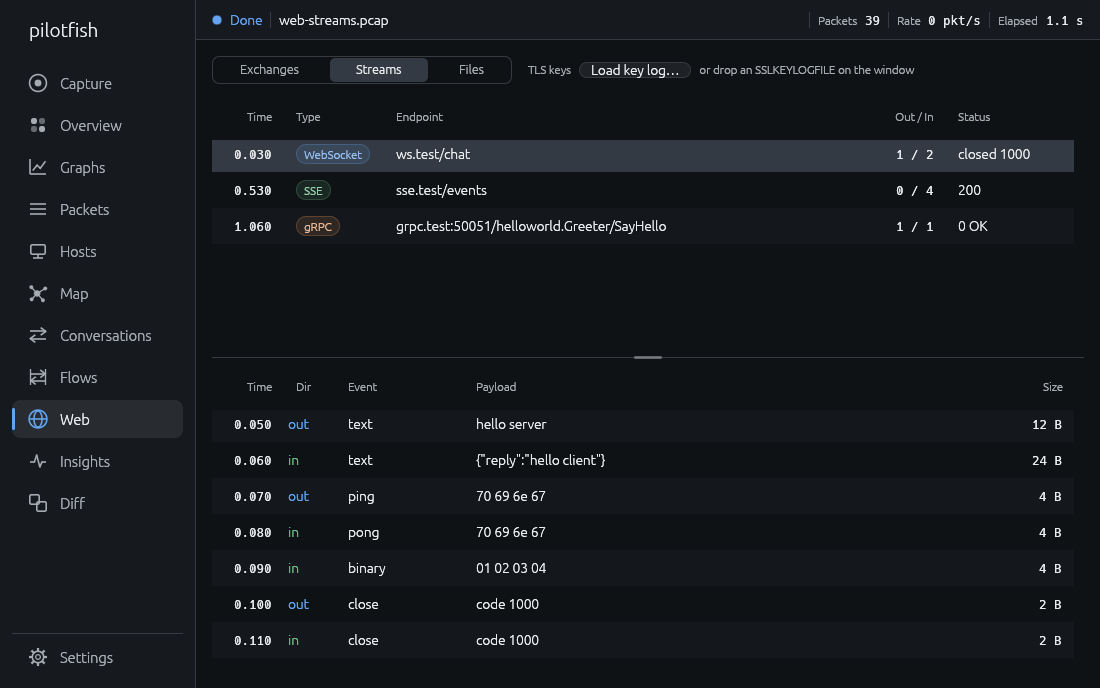 pilotfish
Done web-streams.pcap Packets 39 Rate 0 pkt/s Elapsed 1.1 s
Capture
Overview
Graphs
Packets
Hosts
Map
Conversations
Flows
Web
Insights
Diff
Settings
Exchanges Streams Files TLS keys Load key log... or drop an SSLKEYLOGFILE on the window
Time Type Endpoint Out / In Status
0.030 WebSocket ws.test/chat 1 / 2 closed 1000
0.530 SSE sse.test/events 0 / 4 200
1.060 gRPC grpc.test:50051/helloworld.Greeter/SayHello 1 / 1 0 OK
Time Dir Event Payload Size
0.050 out text hello server 12 B
0.060 in text {"reply":"hello client"} 24 B
0.070 out ping 70 69 6e 67 4 B
0.080 in pong 70 69 6e 67 4 B
0.090 in binary 01 02 03 04 4 B
0.100 out close code 1000 2 B
0.110 in close code 1000 2 B